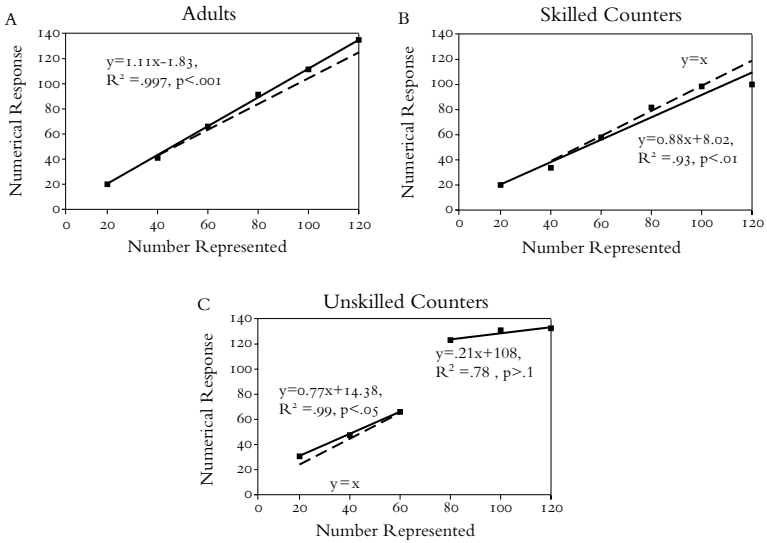 A
Adults
140
120
100
80
60
40
20
0
Numerical Response
y=1.11x-1.83,
R² =.997, p<.001
0 20 40 60 80 100 120
Number Represented
B
Skilled Counters
140
120
100
80
60
40
20
0
Numerical Response
y=x
y=0.88x+8.02,
R² =.93, p<.01
0 20 40 60 80 100 120
Number Represented
C
Unskilled Counters
140
120
100
80
60
40
20
0
Numerical Response
y=.21x+108,
R² =.78 , p>.1
y=0.77x+14.38,
R² =.99, p<.05
y=x
0 20 40 60 80 100 120
Number Represented